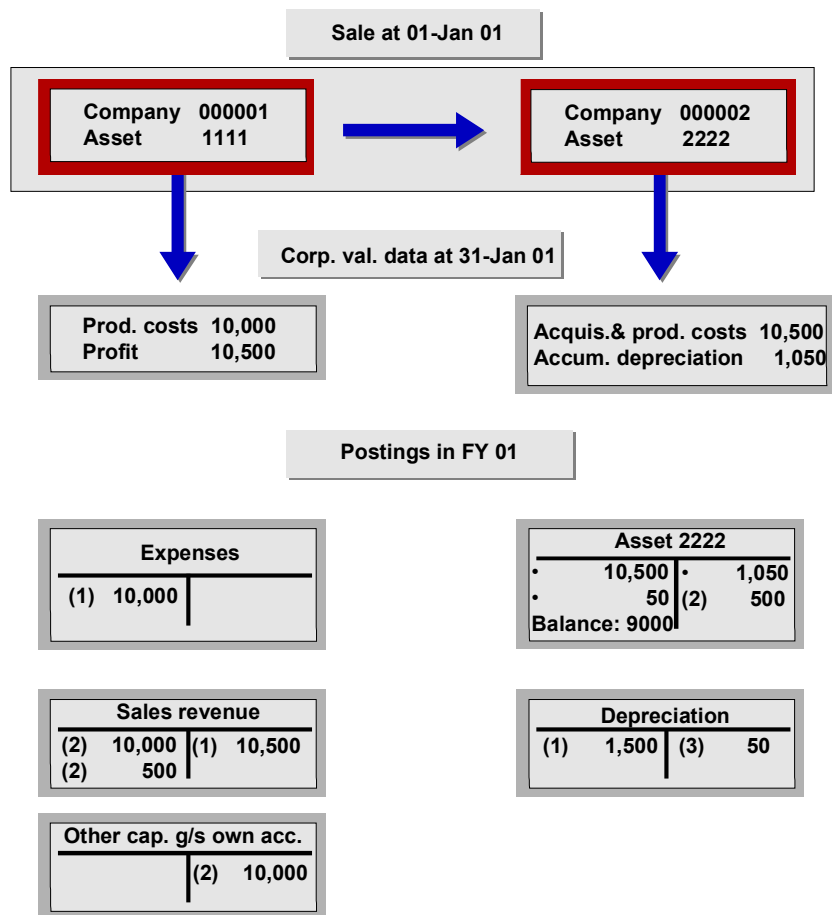 Sale at 01-Jan 01
Company 000001
Asset 1111
Company 000002
Asset 2222
Corp. val. data at 31-Jan 01
Prod. costs 10,000
Profit 10,500
Acquis.& prod. costs 10,500
Accum. depreciation 1,050
Postings in FY 01
Expenses
(1) 10,000
Asset 2222
• 10,500 • 1,050
• 50 (2) 500
Balance: 9000
Sales revenue
(2) 10,000 (1) 10,500
(2) 500
Depreciation
(1) 1,500 (3) 50
Other cap. g/s own acc.
(2) 10,000